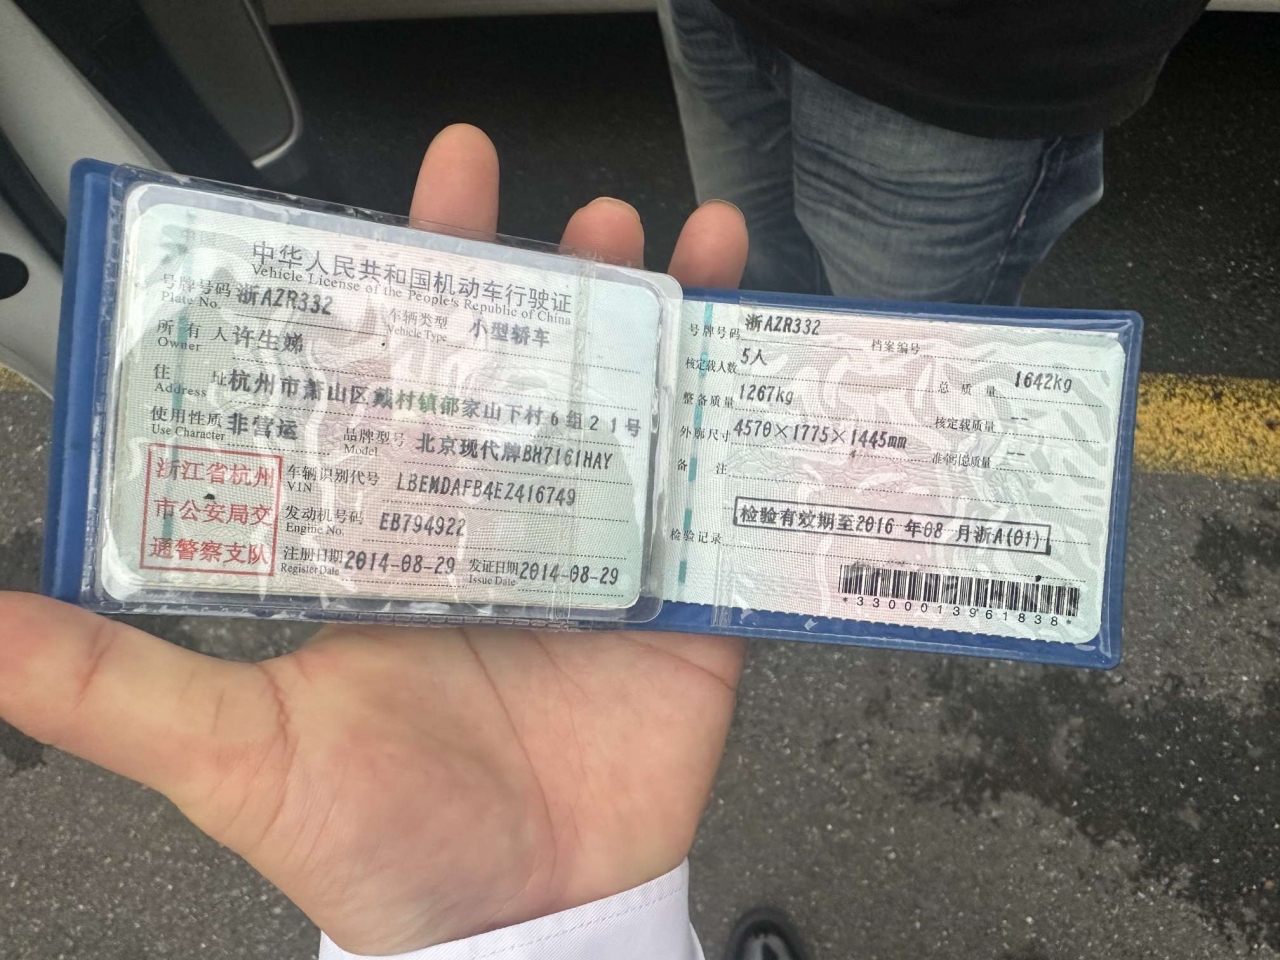 中华人民共和国机动车行驶证
Vehicle License of the People's Republic of China
号牌号码 浙AZR332 车辆类型 小型轿车
Plate No. Vehicle Type
所有人 许生娣
Owner
住址 杭州市萧山区戴村镇邵家山下村6组21号
Address
使用性质 非营运 品牌型号 北京现代牌BH7161HAY
Use Character Model
浙江省杭州市公安局交通警察支队
车辆识别代号 LBEMDAFB4EZ416749
VIN
发动机号码 EB794922
Engine No.
注册日期 2014-08-29 发证日期 2014-08-29
Register Date Issue Date
号牌号码 浙AZR332 档案编号
核定载人数 5人 总质量 1642kg
整备质量 1267kg 核定载质量 --
外廓尺寸 4570×1775×1445mm 准牵引总质量 --
备注
检验有效期至2016年08月浙A(01)
检验记录
*3300013961838*